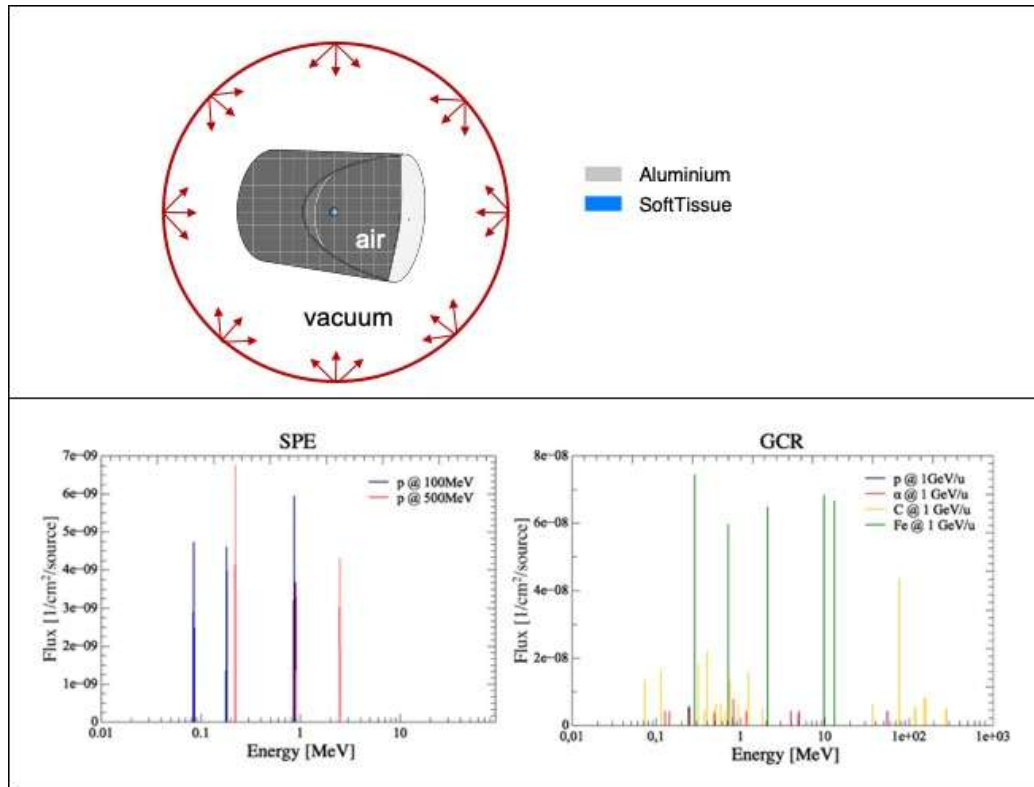 Aluminium
SoftTissue
air
vacuum
SPE
7e−09
6e−09
5e−09
4e−09
3e−09
2e−09
1e−09
0
Flux [1/cm²/source]
p @ 100MeV
p @ 500MeV
0.01
0.1
1
10
Energy [MeV]
GCR
8e−08
6e−08
4e−08
2e−08
0
Flux [1/cm²/source]
p @ 1GeV/u
α @ 1 GeV/u
C @ 1 GeV/u
Fe @ 1 GeV/u
0,01
0,1
1
10
1e+02
1e+03
Energy [MeV]